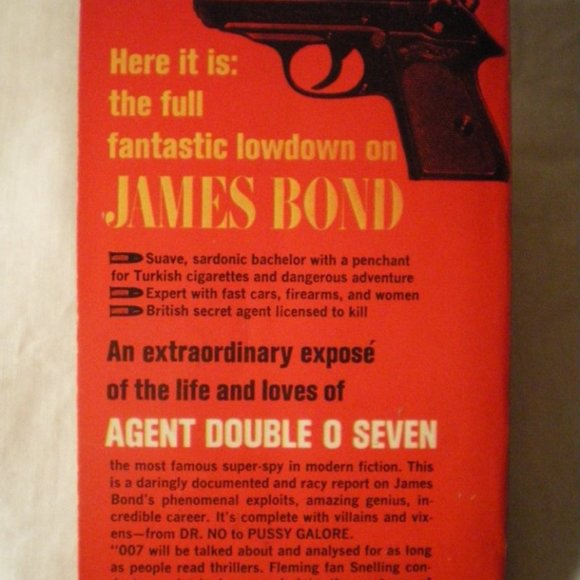 Here it is:
the full
fantastic lowdown on
JAMES BOND
Suave, sardonic bachelor with a penchant
for Turkish cigarettes and dangerous adventure
Expert with fast cars, firearms, and women
British secret agent licensed to kill
An extraordinary exposé
of the life and loves of
AGENT DOUBLE O SEVEN
the most famous super-spy in modern fiction. This
is a daringly documented and racy report on James
Bond's phenomenal exploits, amazing genius, in-
credible career. It's complete with villains and vix-
ens—from DR. NO to PUSSY GALORE.
"007 will be talked about and analysed for as long
as people read thrillers. Fleming fan Snelling con-